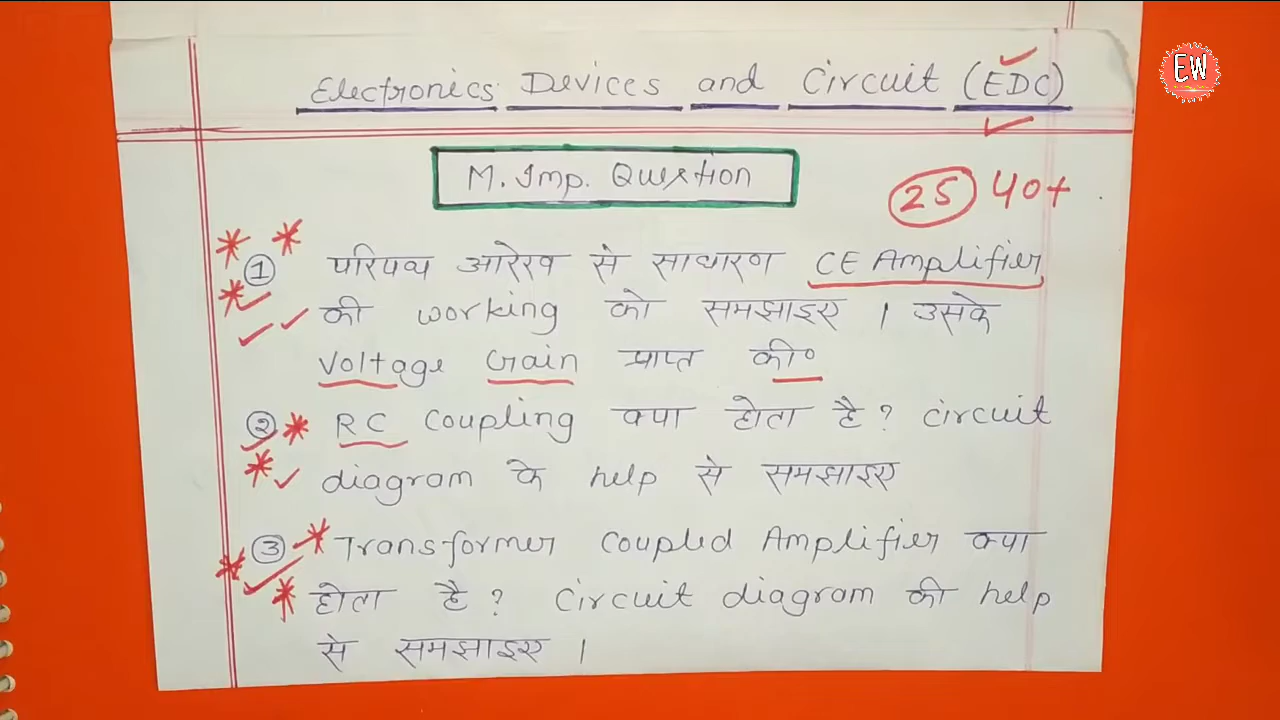 EW
Electronics Devices and Circuit (EDC)
M. Imp. Question
25 40+
① परिपथ आरेख से साधारण CE Amplifier
की working को समझाइए । उसके
Voltage Gain प्राप्त की०
② RC Coupling क्या होता है? Circuit
diagram के help से समझाइए
③ Transformer Coupled Amplifier क्या
होता है? Circuit diagram की help
से समझाइए ।